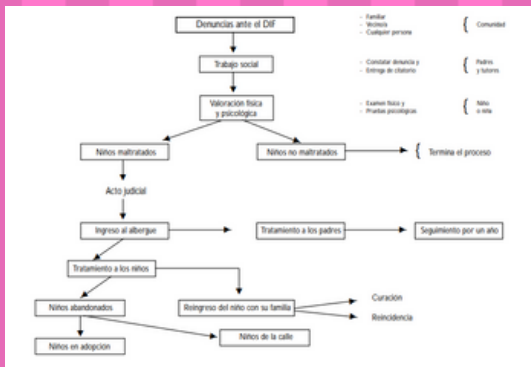 Denuncias ante el DIF
- Familiar
- Vecino/a
- Cualquier persona
Comunidad
Trabajo social
- Constatar denuncia y
- Entrega de citatorio
Padres
y tutores
Valoración física
y psicológica
- Examen físico y
- Pruebas psicológicas
Niño
o niña
Niños maltratados
Niños no maltratados
Termina el proceso
Acto judicial
Ingreso al albergue
Tratamiento a los padres
Seguimiento por un año
Tratamiento a los niños
Niños abandonados
Reingreso del niño con su familia
Curación
Reincidencia
Niños en adopción
Niños de la calle